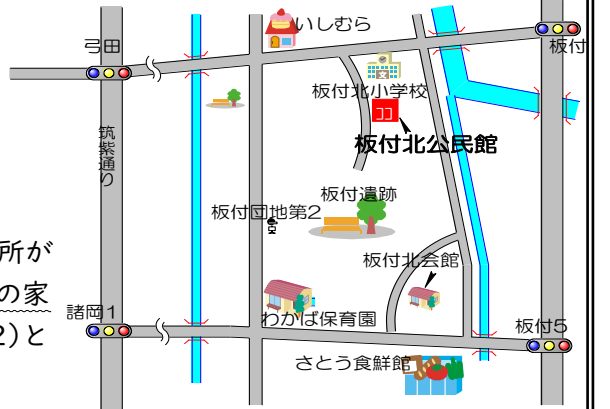 いしむら
弓田
板付
板付北小学校
ココ
板付北公民館
筑紫通り
板付遺跡
板付団地第2
所が
の家
2)と
板付北会館
諸岡1
わかば保育園
板付5
さとう食鮮館